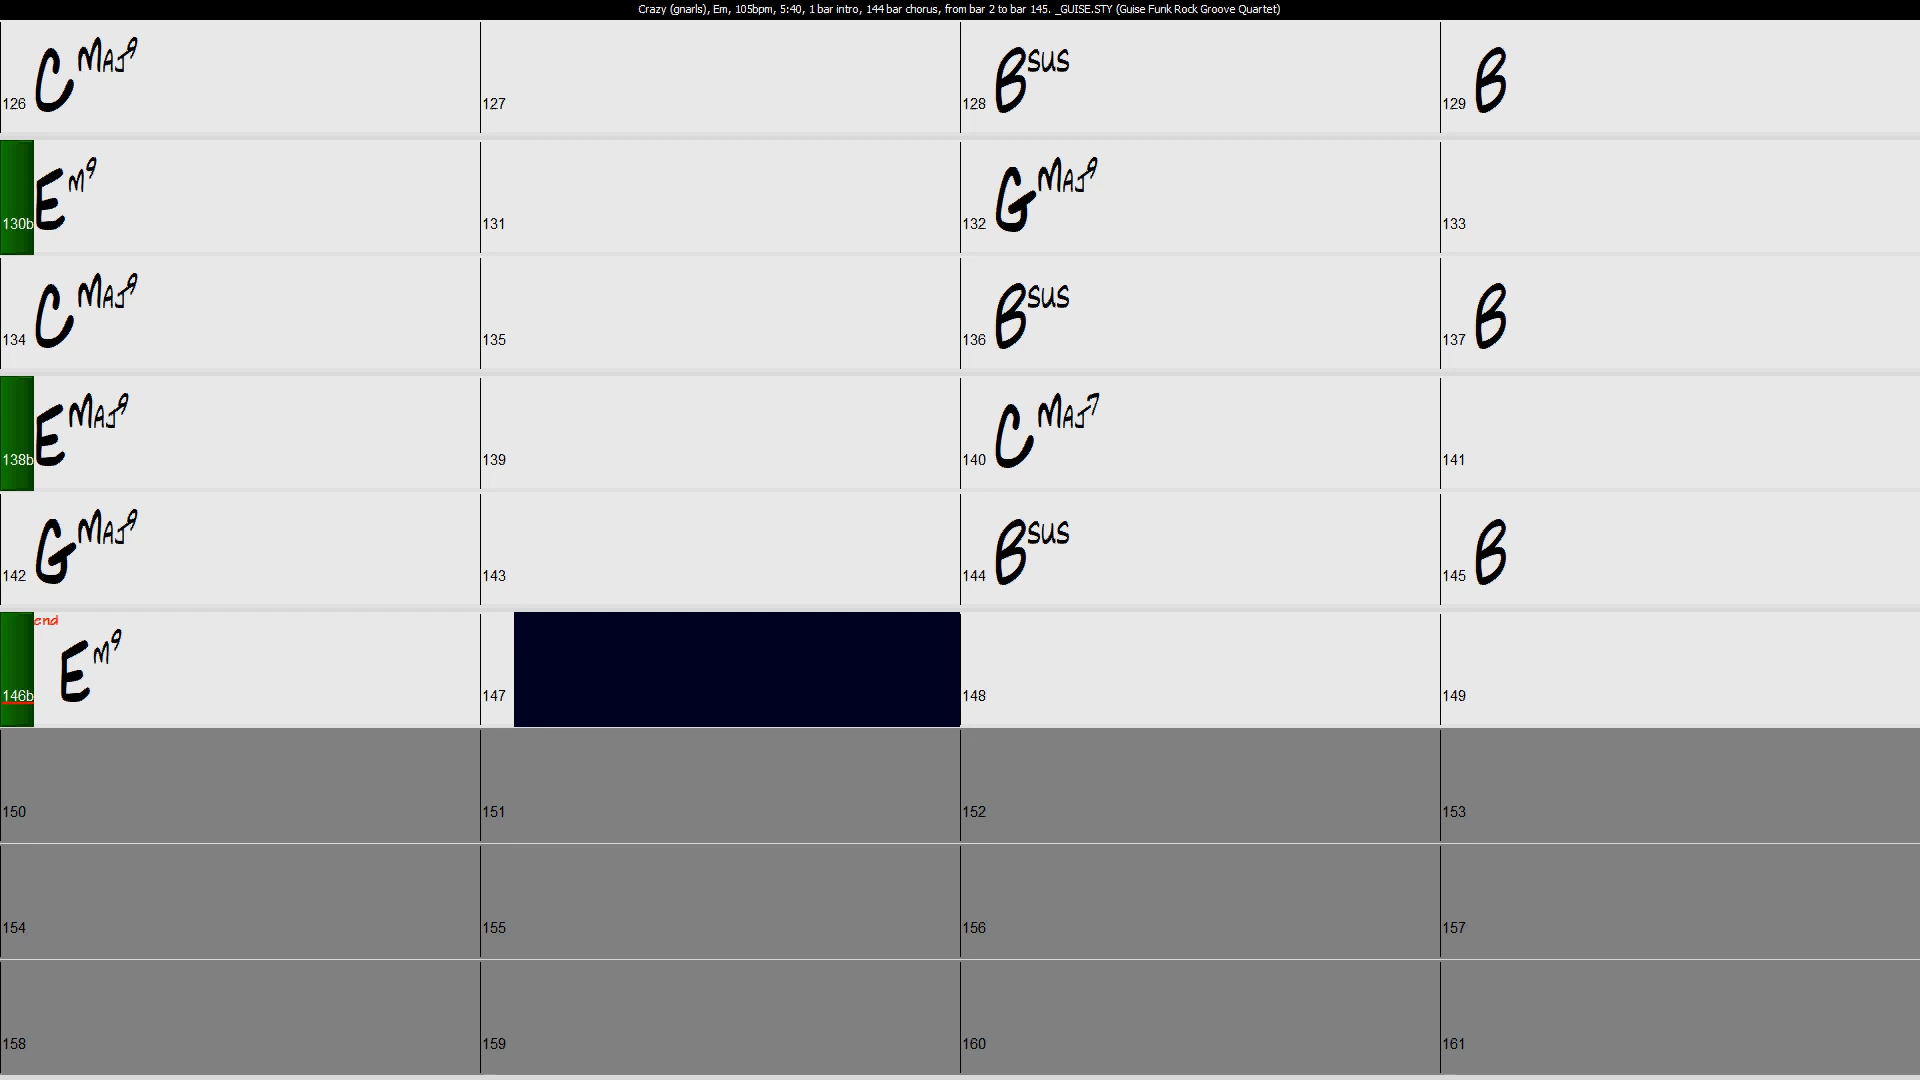 Crazy (gnarls), Em, 105bpm, 5:40, 1 bar intro, 144 bar chorus, from bar 2 to bar 145. _GUISE.STY (Guise Funk Rock Groove Quartet)
126 CMAJ9 127 128 Bsus 129 B
130b Em9 131 132 GMAJ9 133
134 CMAJ9 135 136 Bsus 137 B
138b EMAJ9 139 140 CMAJ7 141
142 GMAJ9 143 144 Bsus 145 B
end
146b Em9 147 148 149
150 151 152 153
154 155 156 157
158 159 160 161